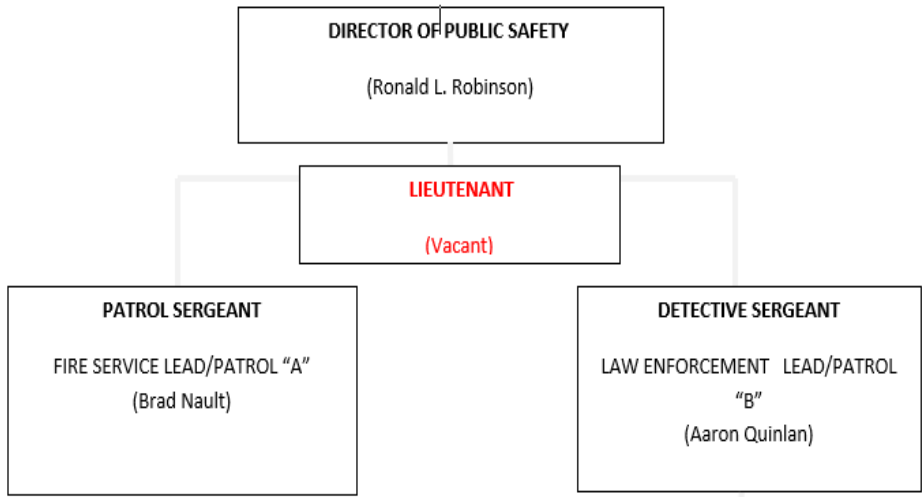 DIRECTOR OF PUBLIC SAFETY
(Ronald L. Robinson)
LIEUTENANT
(Vacant)
PATROL SERGEANT
FIRE SERVICE LEAD/PATROL “A”
(Brad Nault)
DETECTIVE SERGEANT
LAW ENFORCEMENT LEAD/PATROL
“B”
(Aaron Quinlan)